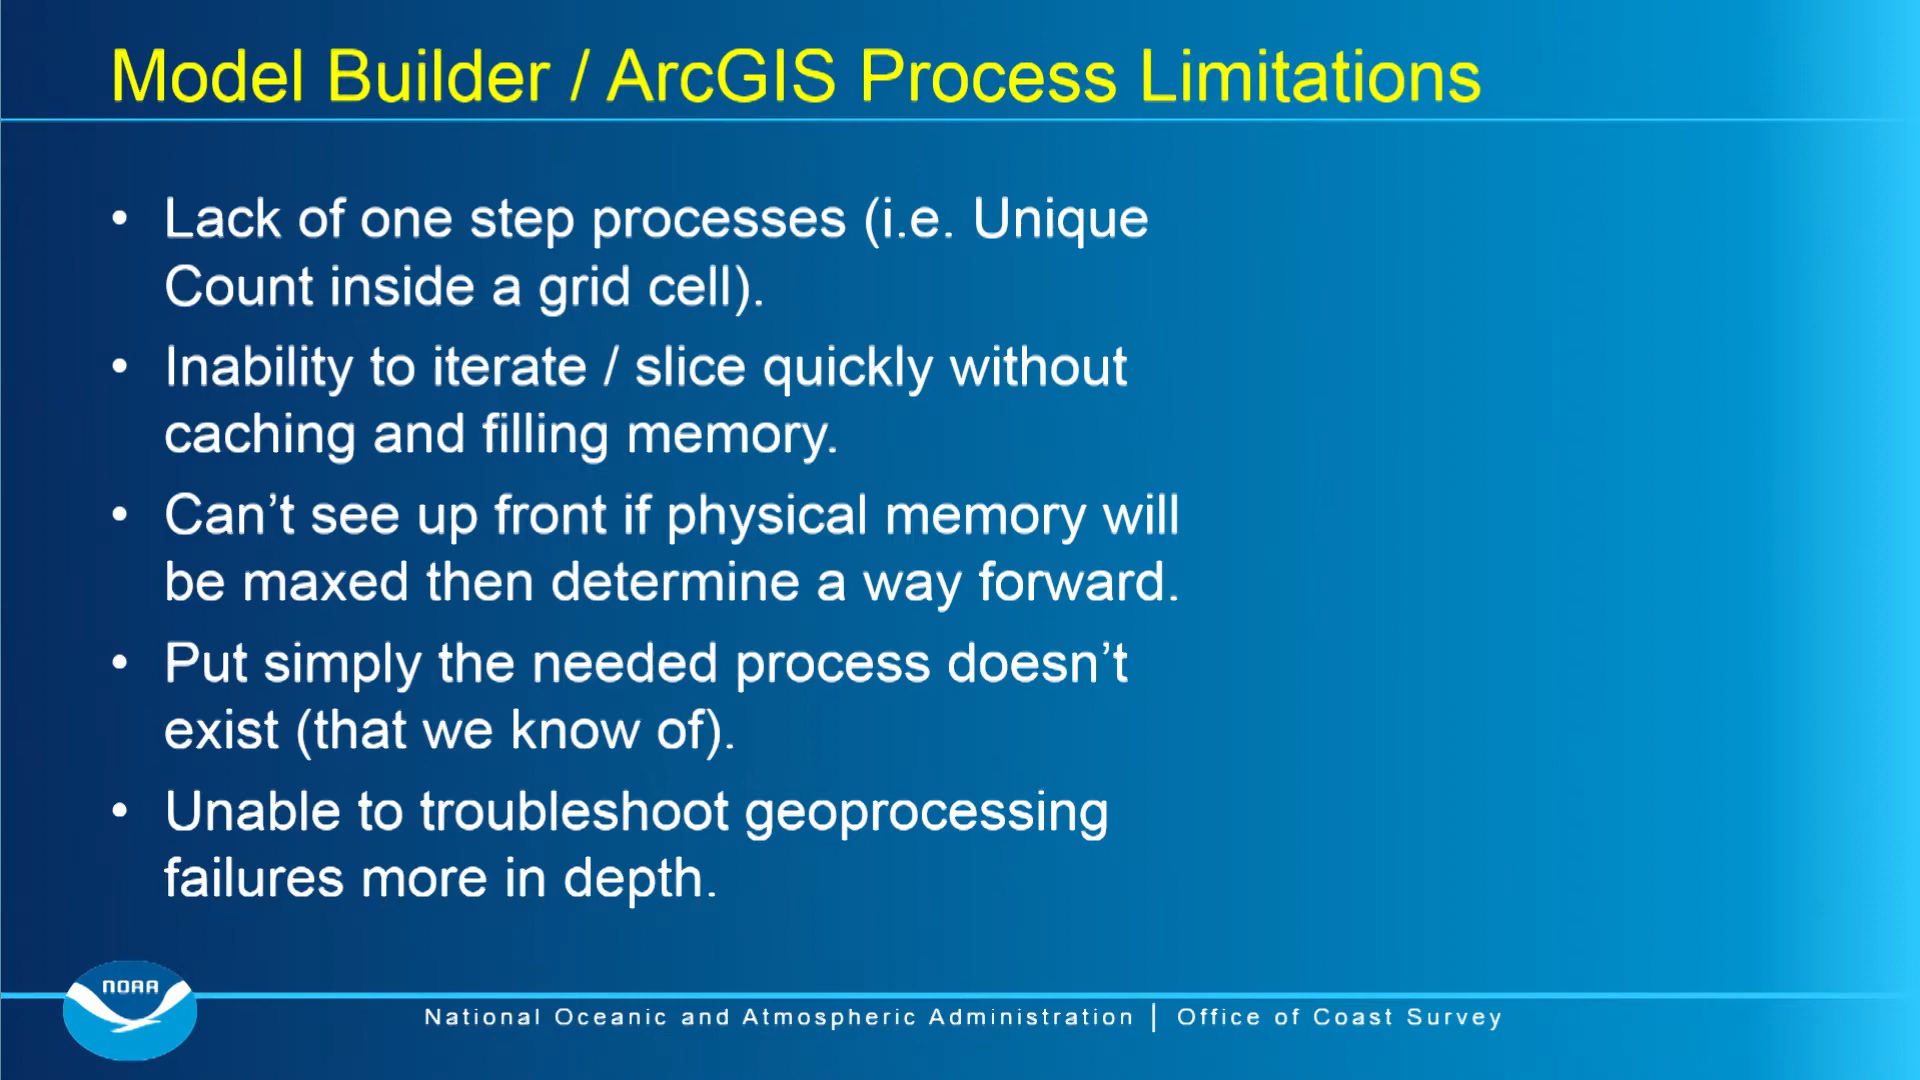 Model Builder / ArcGIS Process Limitations
• Lack of one step processes (i.e. Unique
Count inside a grid cell).
• Inability to iterate / slice quickly without
caching and filling memory.
• Can’t see up front if physical memory will
be maxed then determine a way forward.
• Put simply the needed process doesn’t
exist (that we know of).
• Unable to troubleshoot geoprocessing
failures more in depth.
NOAA
National Oceanic and Atmospheric Administration | Office of Coast Survey